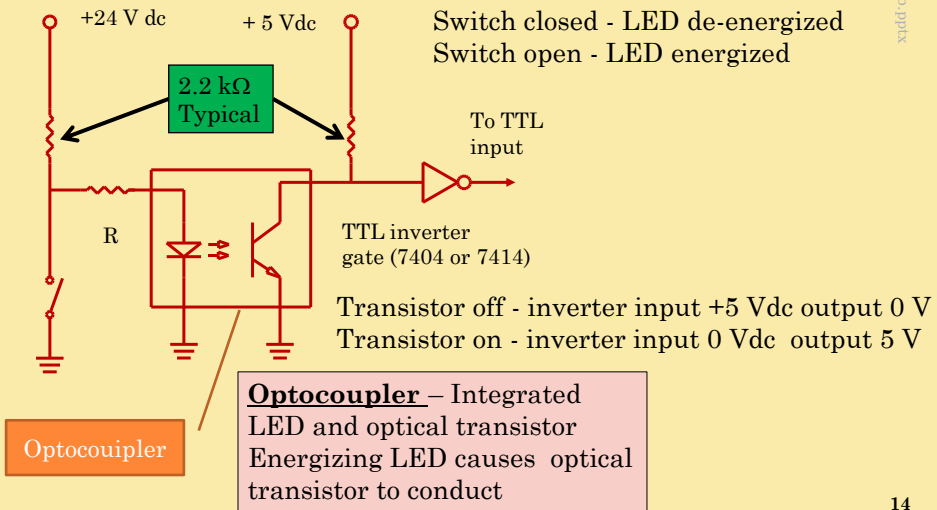 +24 V dc
+ 5 Vdc
Switch closed - LED de-energized
Switch open - LED energized
2.2 kΩ
Typical
To TTL
input
R
TTL inverter
gate (7404 or 7414)
Transistor off - inverter input +5 Vdc output 0 V
Transistor on - inverter input 0 Vdc output 5 V
Optocouipler
Optocoupler – Integrated
LED and optical transistor
Energizing LED causes optical
transistor to conduct
14